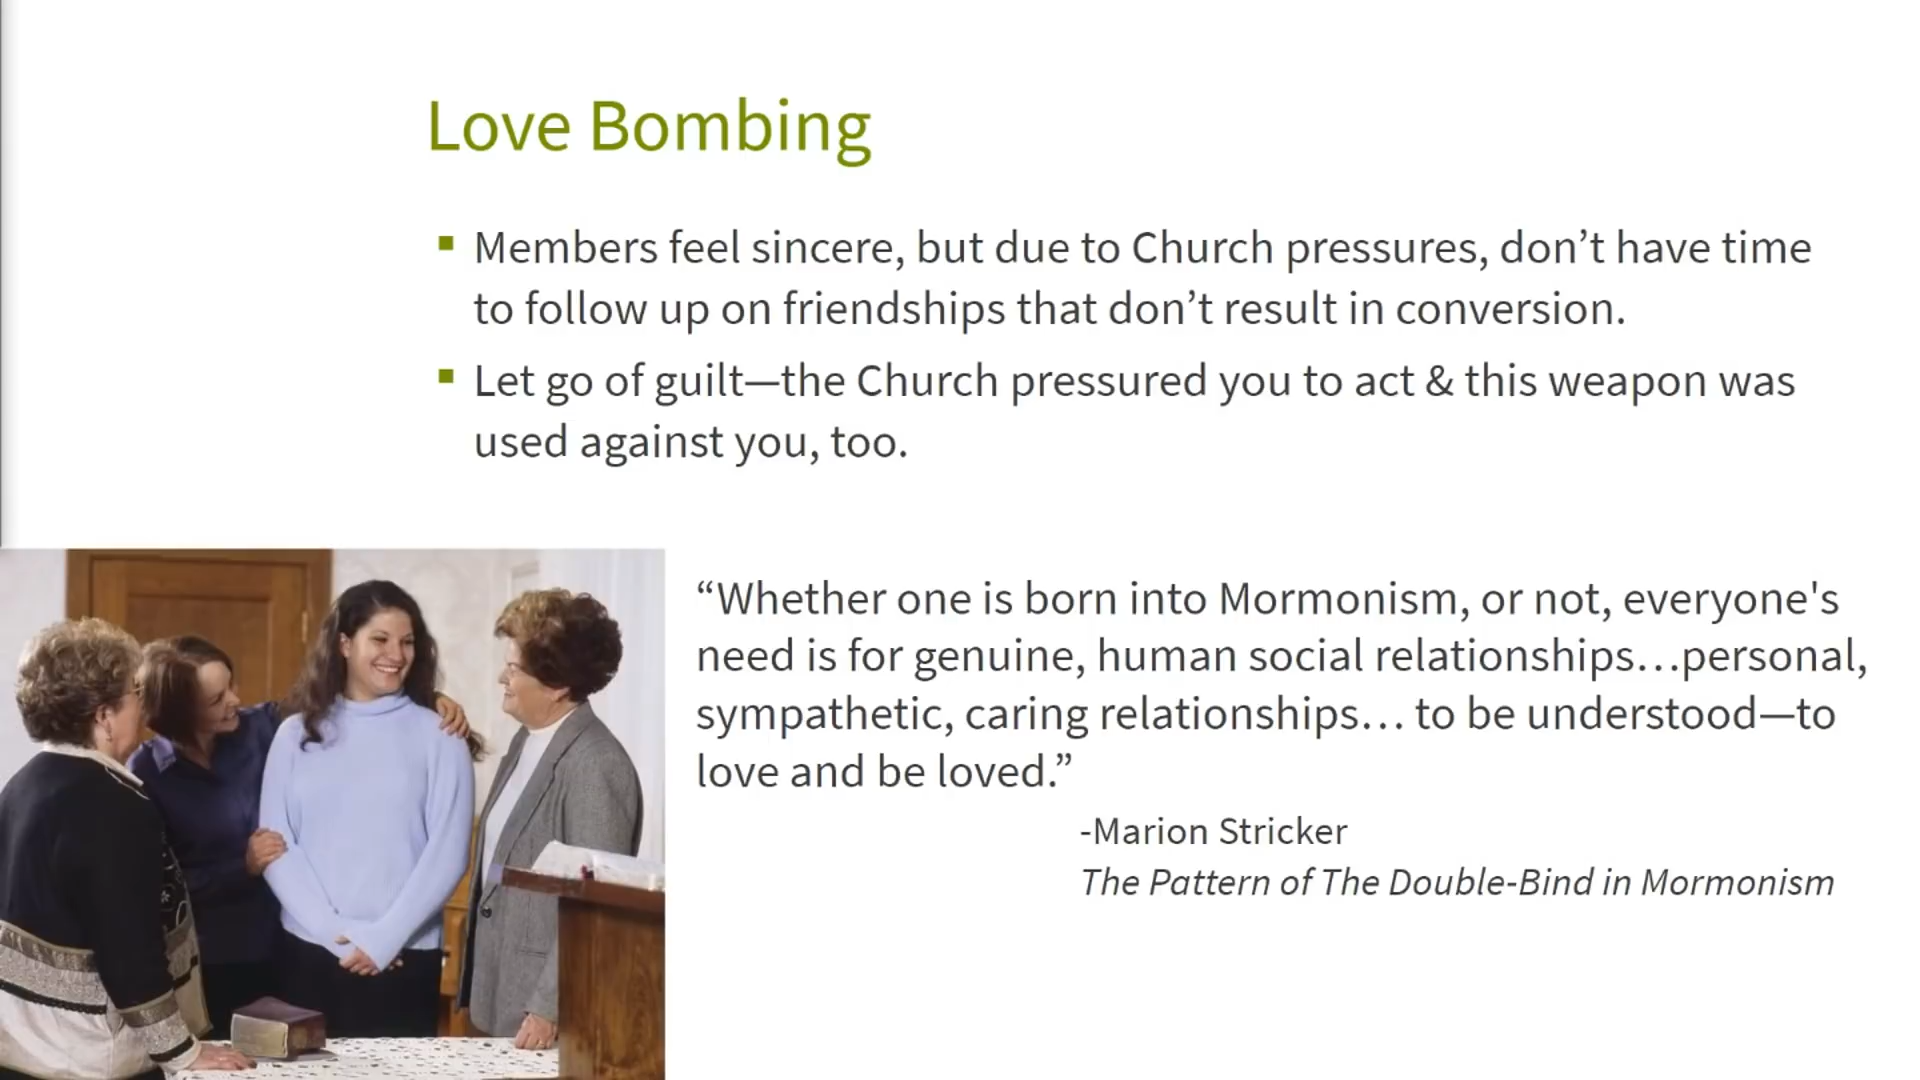 Love Bombing
Members feel sincere, but due to Church pressures, don’t have time
to follow up on friendships that don’t result in conversion.
Let go of guilt—the Church pressured you to act & this weapon was
used against you, too.
“Whether one is born into Mormonism, or not, everyone's
need is for genuine, human social relationships…personal,
sympathetic, caring relationships… to be understood—to
love and be loved.”
-Marion Stricker
The Pattern of The Double-Bind in Mormonism